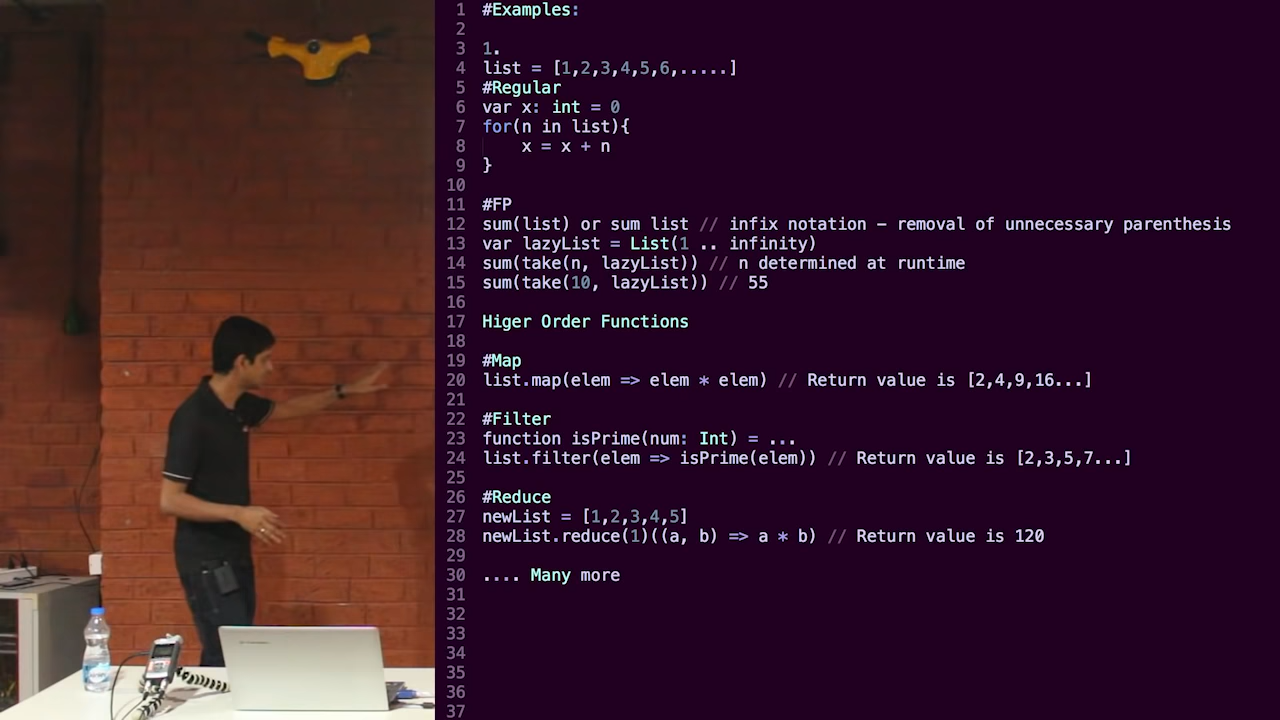 1 #Examples:
2
3 1.
4 list = [1,2,3,4,5,6,.....]
5 #Regular
6 var x: int = 0
7 for(n in list){
8     x = x + n
9 }
10
11 #FP
12 sum(list) or sum list // infix notation – removal of unnecessary parenthesis
13 var lazyList = List(1 .. infinity)
14 sum(take(n, lazyList)) // n determined at runtime
15 sum(take(10, lazyList)) // 55
16
17 Higer Order Functions
18
19 #Map
20 list.map(elem => elem * elem) // Return value is [2,4,9,16...]
21
22 #Filter
23 function isPrime(num: Int) = ...
24 list.filter(elem => isPrime(elem)) // Return value is [2,3,5,7...]
25
26 #Reduce
27 newList = [1,2,3,4,5]
28 newList.reduce(1)((a, b) => a * b) // Return value is 120
29
30 .... Many more
31
32
33
34
35
36
37